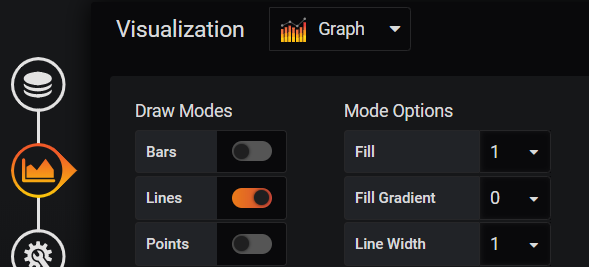 Visualization Graph
Draw Modes Mode Options
Bars Fill 1
Lines Fill Gradient 0
Points Line Width 1